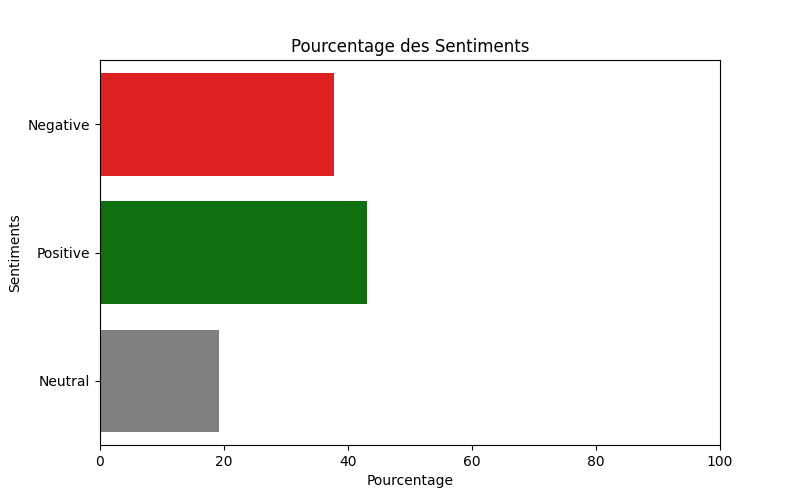 Pourcentage des Sentiments
Negative
Positive
Neutral
Sentiments
0 20 40 60 80 100
Pourcentage